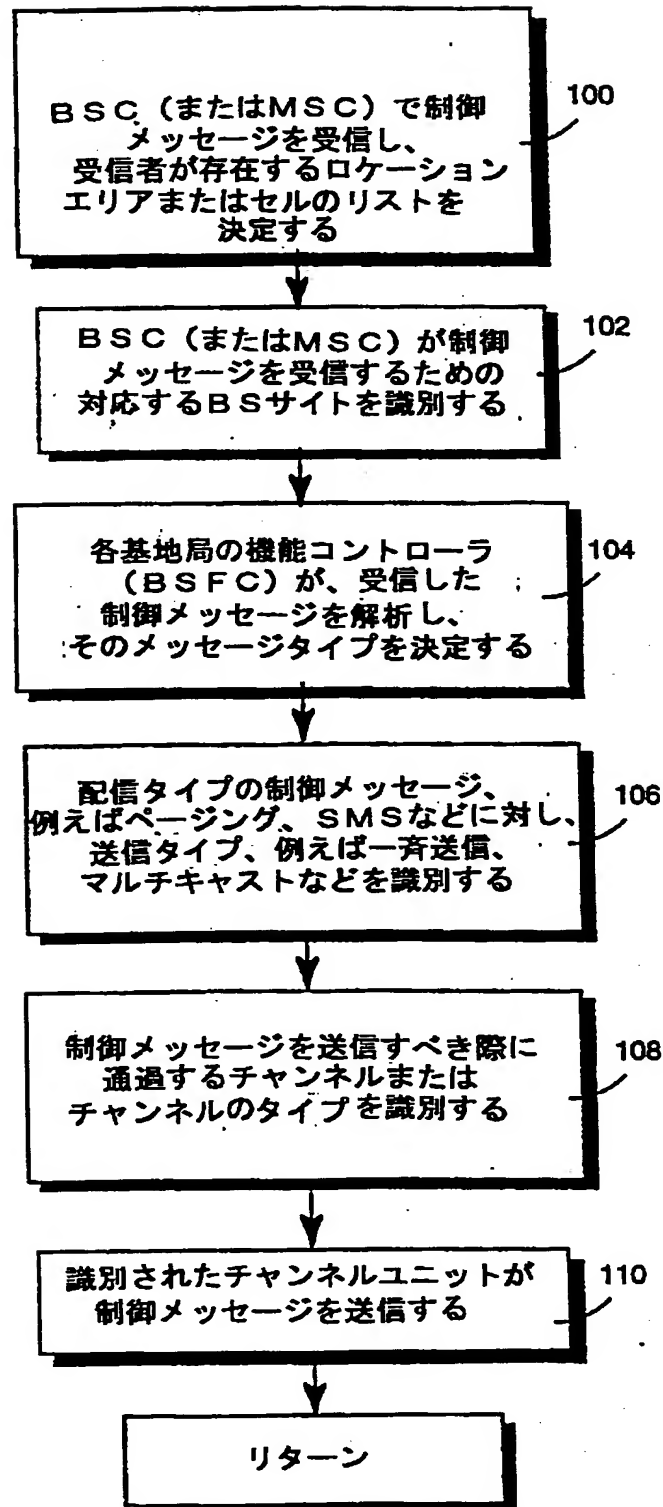 BSC(またはMSC)で制御
メッセージを受信し、
受信者が存在するロケーション
エリアまたはセルのリストを
決定する
100
BSC(またはMSC)が制御
メッセージを受信するための
対応するBSサイトを識別する
102
各基地局の機能コントローラ
(BSFC)が、受信した
制御メッセージを解析し、
そのメッセージタイプを決定する
104
配信タイプの制御メッセージ、
例えばページング、SMSなどに対し、
送信タイプ、例えば一斉送信、
マルチキャストなどを識別する
106
制御メッセージを送信すべき際に
通過するチャンネルまたは
チャンネルのタイプを識別する
108
識別されたチャンネルユニットが
制御メッセージを送信する
110
リターン